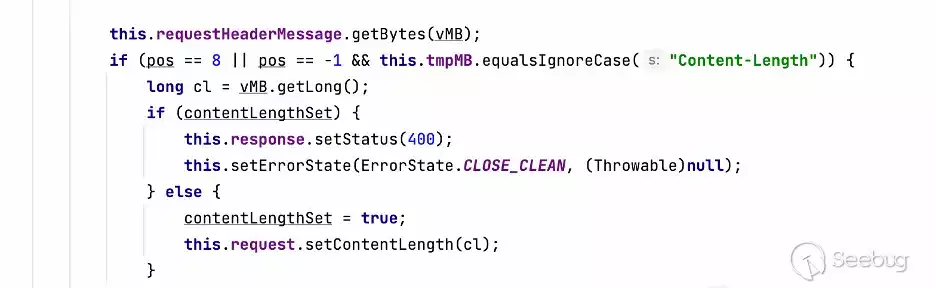 this.requestHeaderMessage.getBytes(vMB);
if (pos == 8 || pos == -1 && this.tmpMB.equalsIgnoreCase( s: "Content-Length")) {
long cl = vMB.getLong();
if (contentLengthSet) {
this.response.setStatus(400);
this.setErrorState(ErrorState.CLOSE_CLEAN, (Throwable)null);
} else {
contentLengthSet = true;
this.request.setContentLength(cl);
}
Seebug